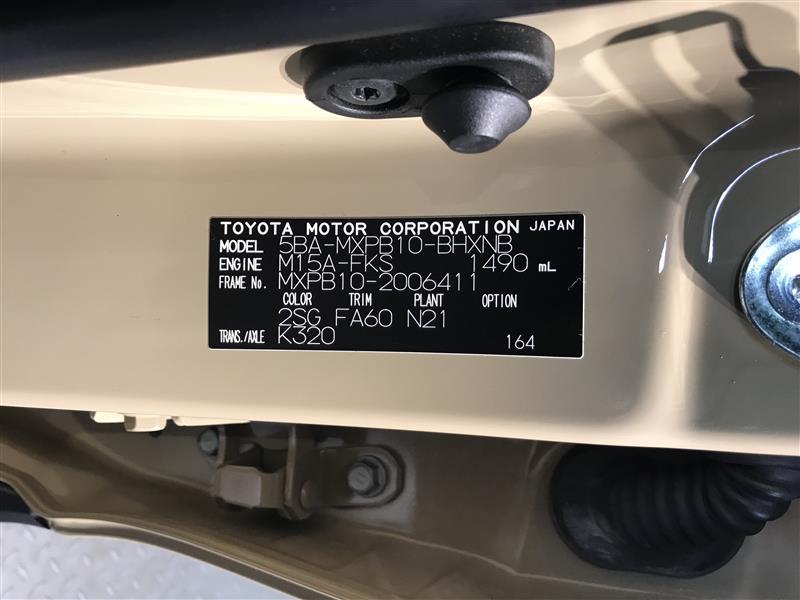 TOYOTA MOTOR CORPORATION JAPAN
MODEL 5BA-MXPB10-BHXNB
ENGINE M15A-FKS 1490 mL
FRAME No. MXPB10-2006411
COLOR TRIM PLANT OPTION
2SG FA60 N21
TRANS./AXLE K320 164